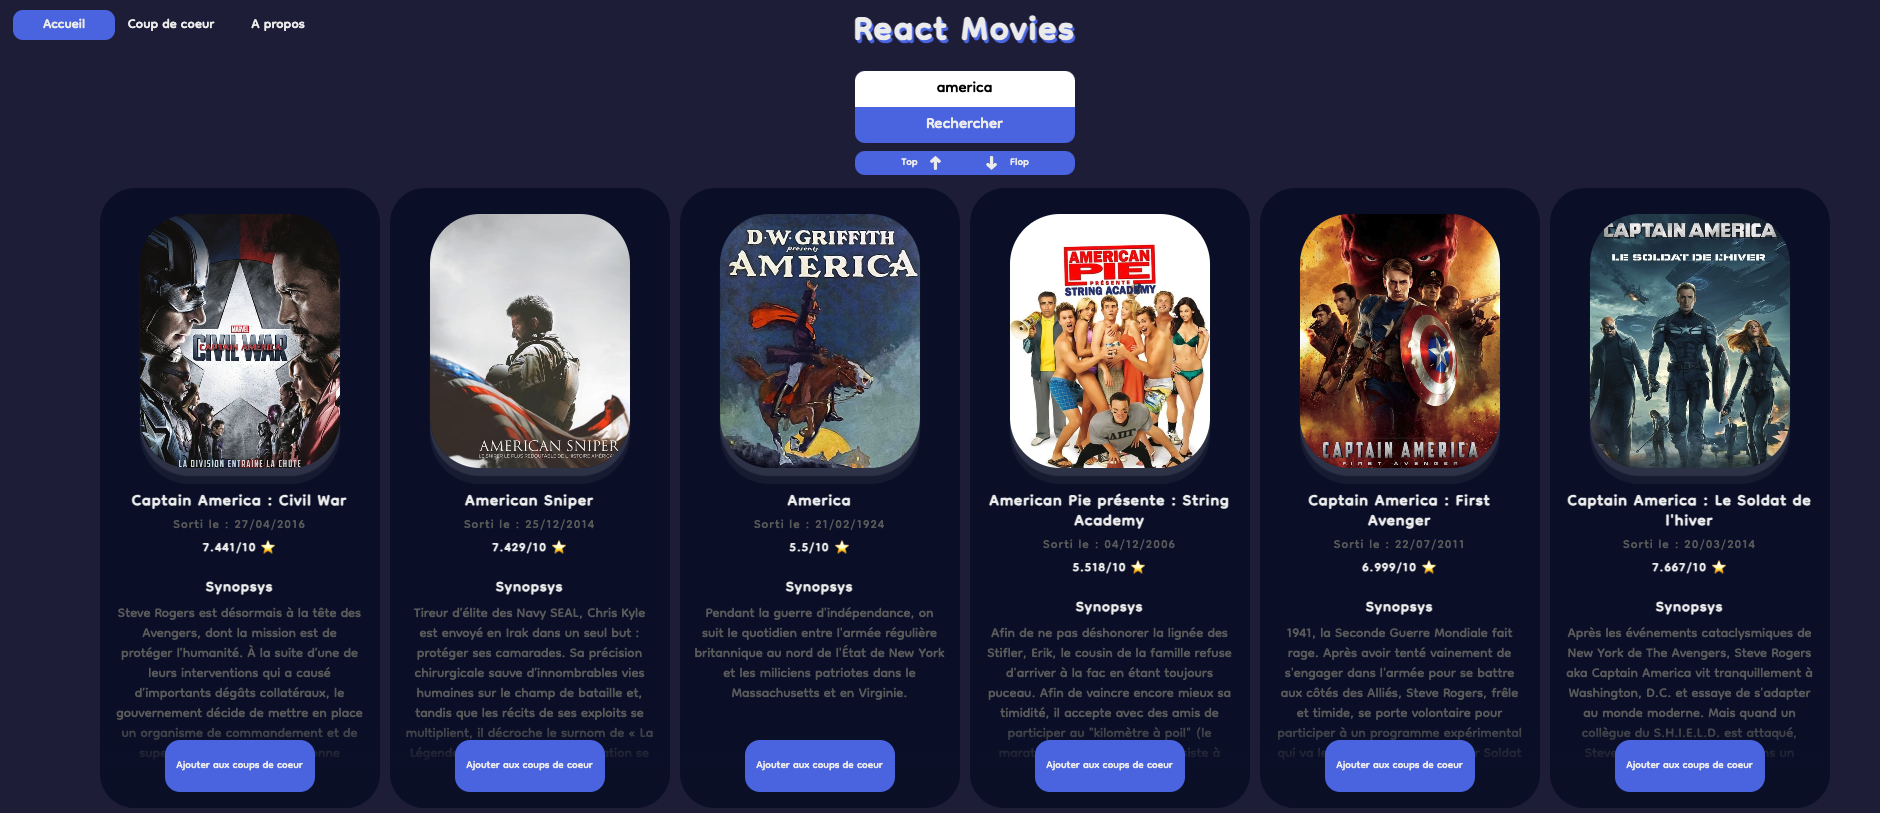 Accueil
Coup de coeur
A propos
React Movies
america
Rechercher
Top
Flop
MARVEL
CAPTAIN AMERICA
CIVIL WAR
LA DIVISION ENTRAÎNE LA CHUTE
Captain America : Civil War
Sorti le : 27/04/2016
7.441/10
Synopsys
Steve Rogers est désormais à la tête des
Avengers, dont la mission est de
protéger l'humanité. À la suite d'une de
leurs interventions qui a causé
d'importants dégâts collatéraux, le
gouvernement décide de mettre en place
un organisme de commandement et de
Ajouter aux coups de coeur
AMERICAN SNIPER
LE SNIPER LE PLUS REDOUTABLE DE L'HISTOIRE AMÉRICAINE
American Sniper
Sorti le : 25/12/2014
7.429/10
Synopsys
Tireur d'élite des Navy SEAL, Chris Kyle
est envoyé en Irak dans un seul but :
protéger ses camarades. Sa précision
chirurgicale sauve d'innombrables vies
humaines sur le champ de bataille et,
tandis que les récits de ses exploits se
multiplient, il décroche le surnom de « La
Ajouter aux coups de coeur
D·W·GRIFFITH
presents
AMERICA
America
Sorti le : 21/02/1924
5.5/10
Synopsys
Pendant la guerre d'indépendance, on
suit le quotidien entre l'armée régulière
britannique au nord de l'État de New York
et les miliciens patriotes dans le
Massachusetts et en Virginie.
Ajouter aux coups de coeur
AMERICAN
PIE
PRÉSENTE
STRING ACADEMY
American Pie présente : String
Academy
Sorti le : 04/12/2006
5.518/10
Synopsys
Afin de ne pas déshonorer la lignée des
Stifler, Erik, le cousin de la famille refuse
d'arriver à la fac en étant toujours
puceau. Afin de vaincre encore mieux sa
timidité, il accepte avec des amis de
participer au "kilomètre à poil" (le
Ajouter aux coups de coeur
CAPTAIN AMERICA
FIRST AVENGER
Captain America : First
Avenger
Sorti le : 22/07/2011
6.999/10
Synopsys
1941, la Seconde Guerre Mondiale fait
rage. Après avoir tenté vainement de
s'engager dans l'armée pour se battre
aux côtés des Alliés, Steve Rogers, frêle
et timide, se porte volontaire pour
participer à un programme expérimental
qui va Soldat
Ajouter aux coups de coeur
CAPTAIN AMERICA
LE SOLDAT DE L'HIVER
Captain America : Le Soldat de
l'hiver
Sorti le : 20/03/2014
7.667/10
Synopsys
Après les événements cataclysmiques de
New York de The Avengers, Steve Rogers
aka Captain America vit tranquillement à
Washington, D.C. et essaye de s'adapter
au monde moderne. Mais quand un
collègue du S.H.I.E.L.D. est attaqué,
un
Ajouter aux coups de coeur